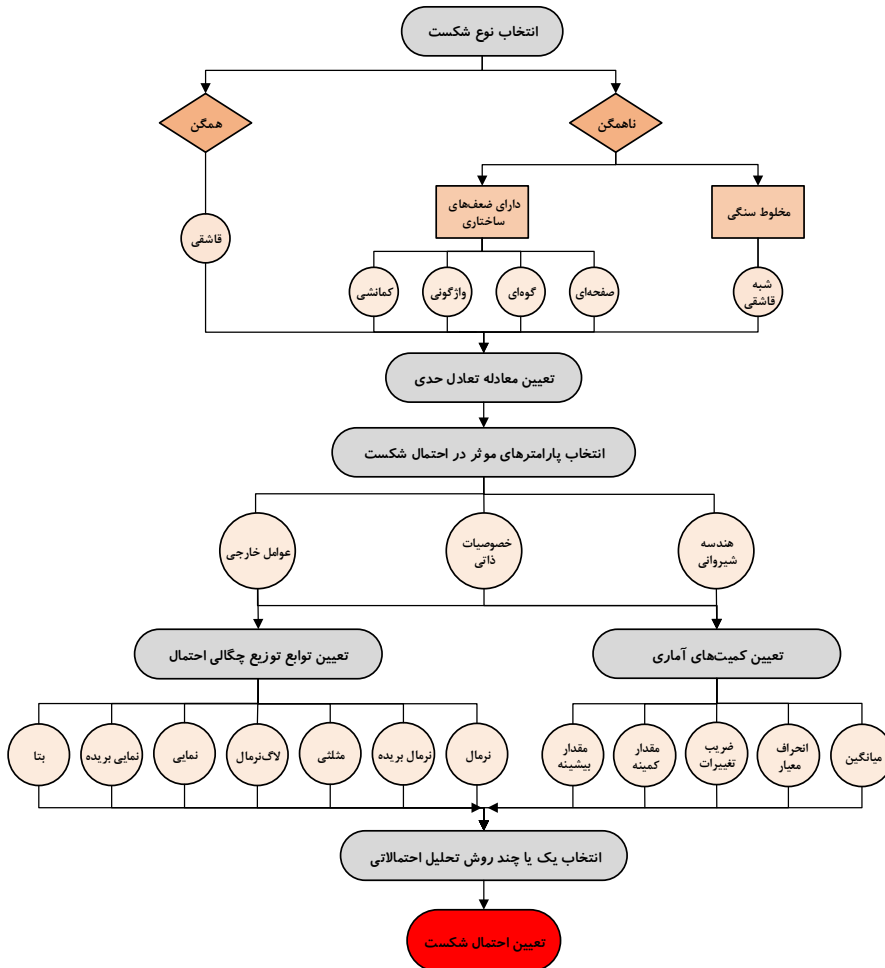 انتخاب نوع شکست
ناهمگن
همگن
مخلوط سنگی
دارای ضعف‌های
ساختاری
قاشقی
شبه
قاشقی
صفحه‌ای
گوه‌ای
واژگونی
کمانشی
تعیین معادله تعادل حدی
انتخاب پارامترهای موثر در احتمال شکست
هندسه
شیروانی
خصوصیات
ذاتی
عوامل خارجی
تعیین کمیت‌های آماری
تعیین توابع توزیع چگالی احتمال
میانگین
انحراف
معیار
ضریب
تغییرات
مقدار
کمینه
مقدار
بیشینه
نرمال
نرمال بریده
مثلثی
لاگ‌نرمال
نمایی
نمایی بریده
بتا
انتخاب یک یا چند روش تحلیل احتمالاتی
تعیین احتمال شکست